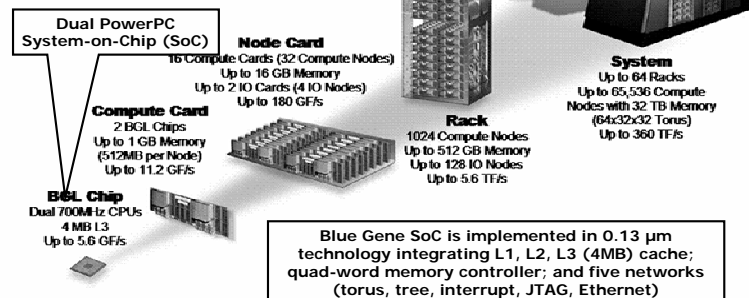 Dual PowerPC
System-on-Chip (SoC)
Node Card
16 Compute Cards (32 Compute Nodes)
Up to 16 GB Memory
Up to 2 IO Cards (4 IO Nodes)
Up to 180 GF/s
System
Up to 64 Racks
Up to 65,536 Compute
Nodes with 32 TB Memory
(64x32x32 Torus)
Up to 360 TF/s
Compute Card
2 BGL Chips
Up to 1 GB Memory
(512MB per Node)
Up to 11.2 GF/s
Rack
1024 Compute Nodes
Up to 512 GB Memory
Up to 128 IO Nodes
Up to 5.6 TF/s
BGL Chip
Dual 700MHz CPUs
4 MB L3
Up to 5.6 GF/s
Blue Gene SoC is implemented in 0.13 µm
technology integrating L1, L2, L3 (4MB) cache;
quad-word memory controller; and five networks
(torus, tree, interrupt, JTAG, Ethernet)